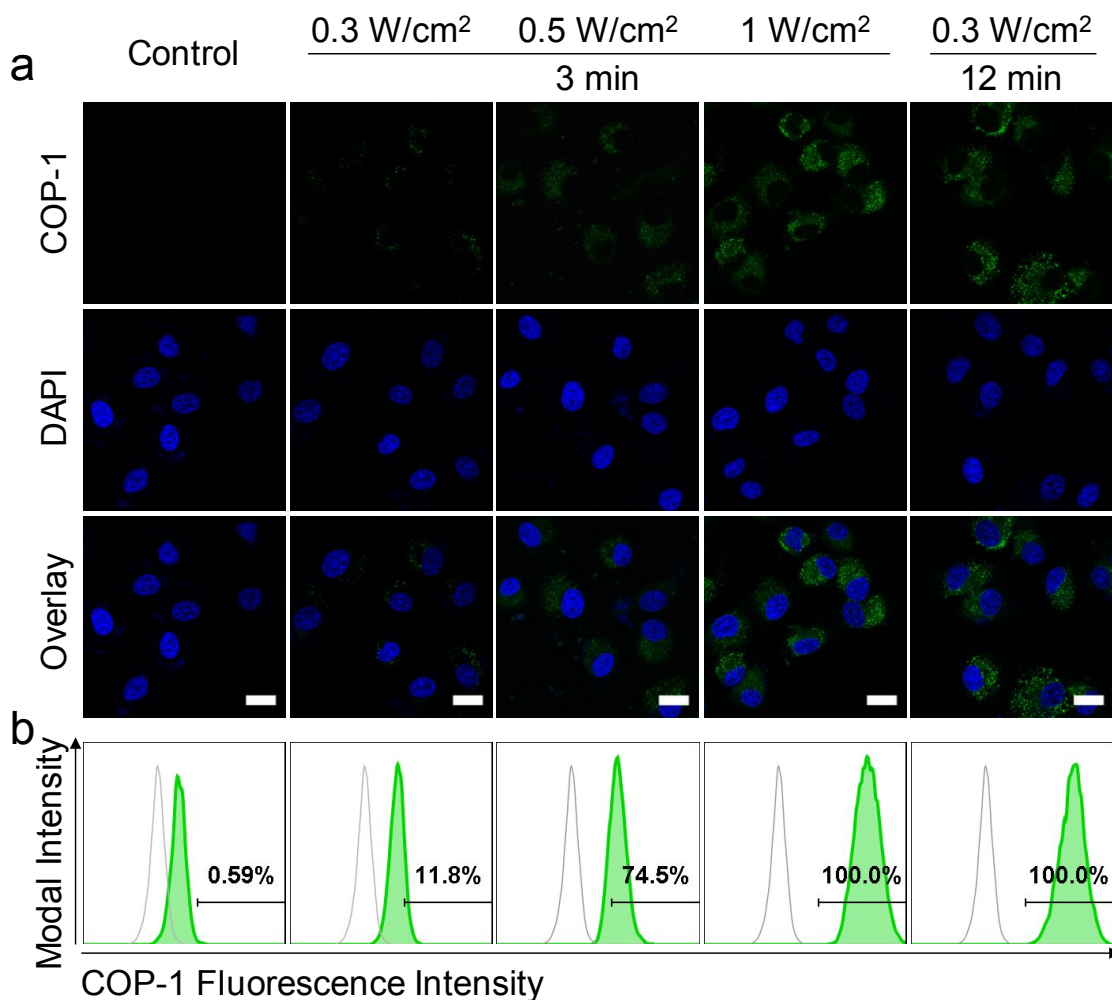 a
Control
0.3 W/cm² 0.5 W/cm² 1 W/cm² 0.3 W/cm²
3 min 12 min
COP-1
DAPI
Overlay
b
Modal Intensity
0.59% 11.8% 74.5% 100.0% 100.0%
COP-1 Fluorescence Intensity